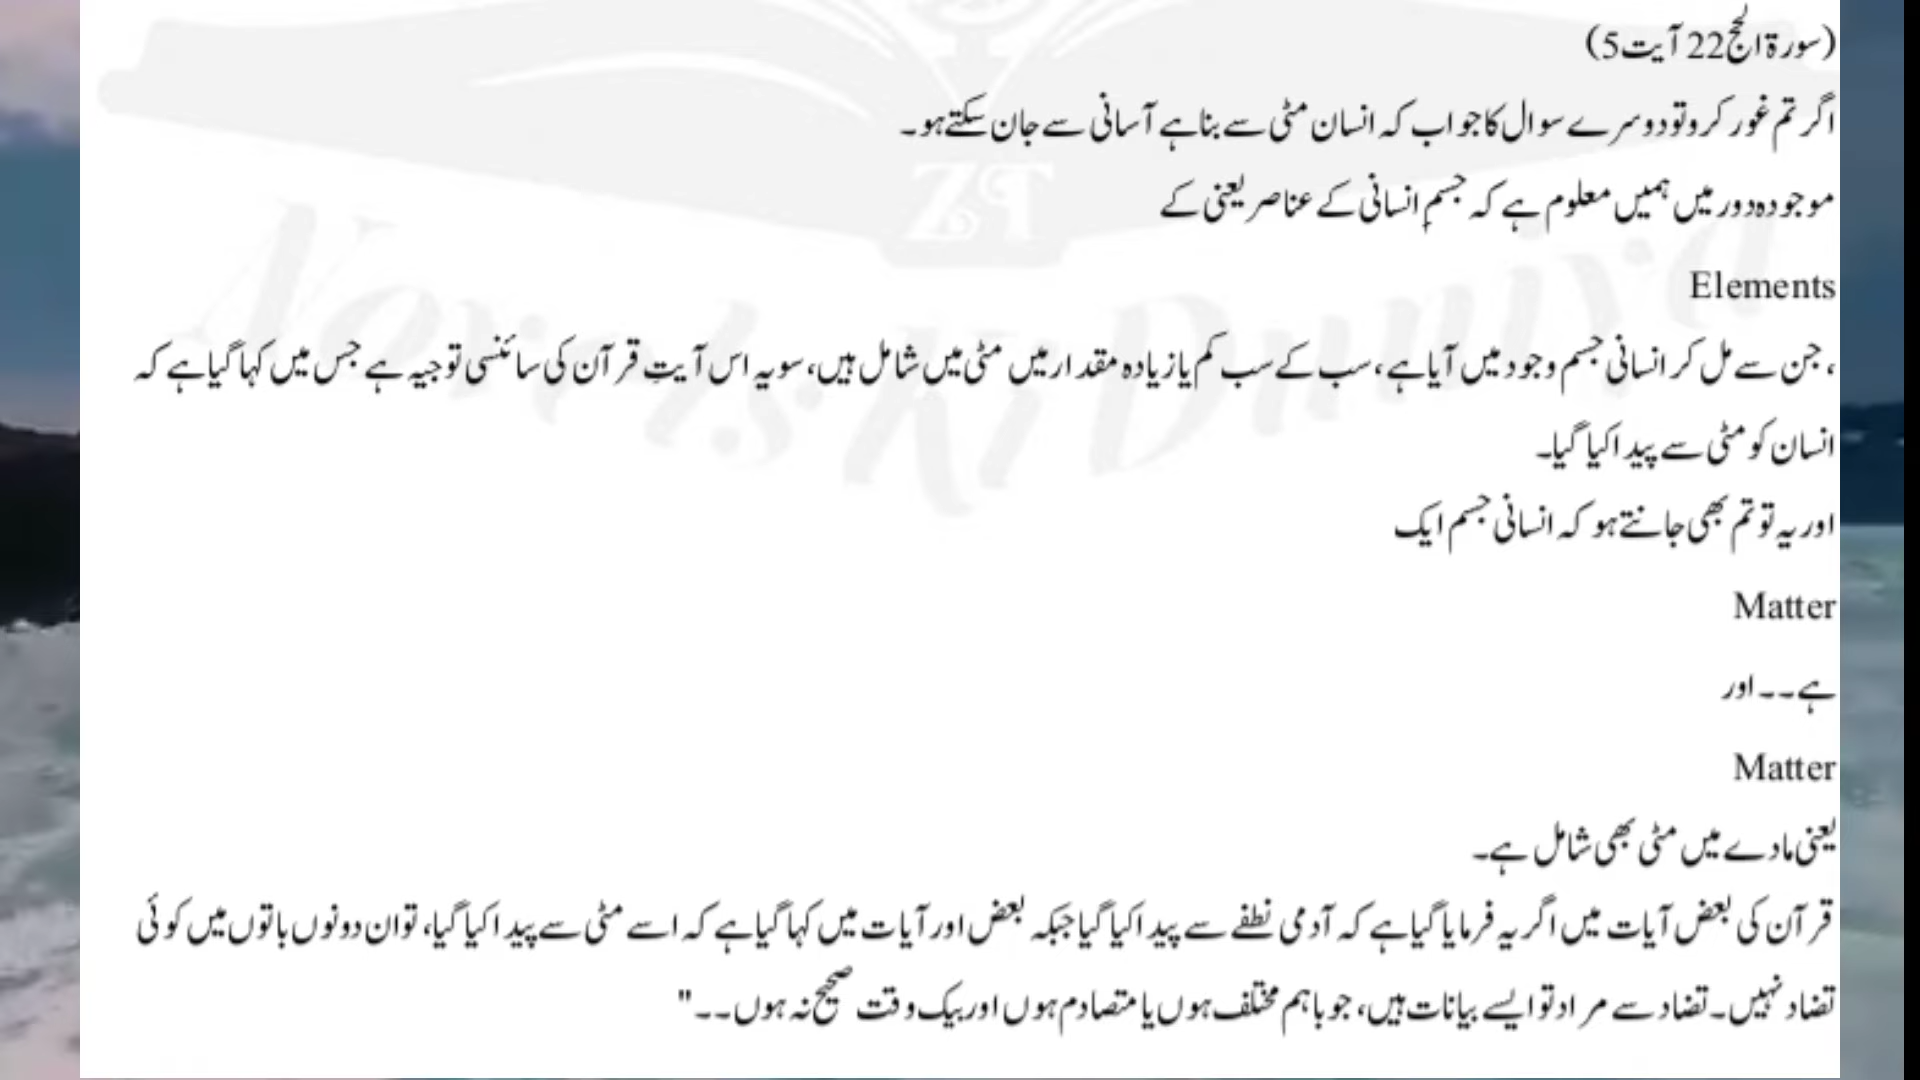 (سورۃ الحج 22 آیت 5)
اگر تم غور کرو تو دوسرے سوال کا جواب کہ انسان مٹی سے بنا ہے آسانی سے جان سکتے ہو۔
موجودہ دور میں ہمیں معلوم ہے کہ جسمِ انسانی کے عناصر یعنی کے
Elements
، جن سے مل کر انسانی جسم وجود میں آیا ہے، سب کے سب کم یا زیادہ مقدار میں مٹی میں شامل ہیں، سو یہ اس آیتِ قرآن کی سائنسی توجیہ ہے جس میں کہا گیا ہے کہ
انسان کو مٹی سے پیدا کیا گیا۔
اور یہ تو تم بھی جانتے ہو کہ انسانی جسم ایک
Matter
ہے۔۔ اور
Matter
یعنی مادے میں مٹی بھی شامل ہے۔
قرآن کی بعض آیات میں اگر یہ فرمایا گیا ہے کہ آدمی نطفے سے پیدا کیا گیا جبکہ بعض اور آیات میں کہا گیا ہے کہ اسے مٹی سے پیدا کیا گیا، تو ان دونوں باتوں میں کوئی
تضاد نہیں۔ تضاد سے مراد تو ایسے بیانات ہیں، جو باہم مختلف ہوں یا متصادم ہوں اور بیک وقت صحیح نہ ہوں۔۔"
ZT
Novels Ki Duniya